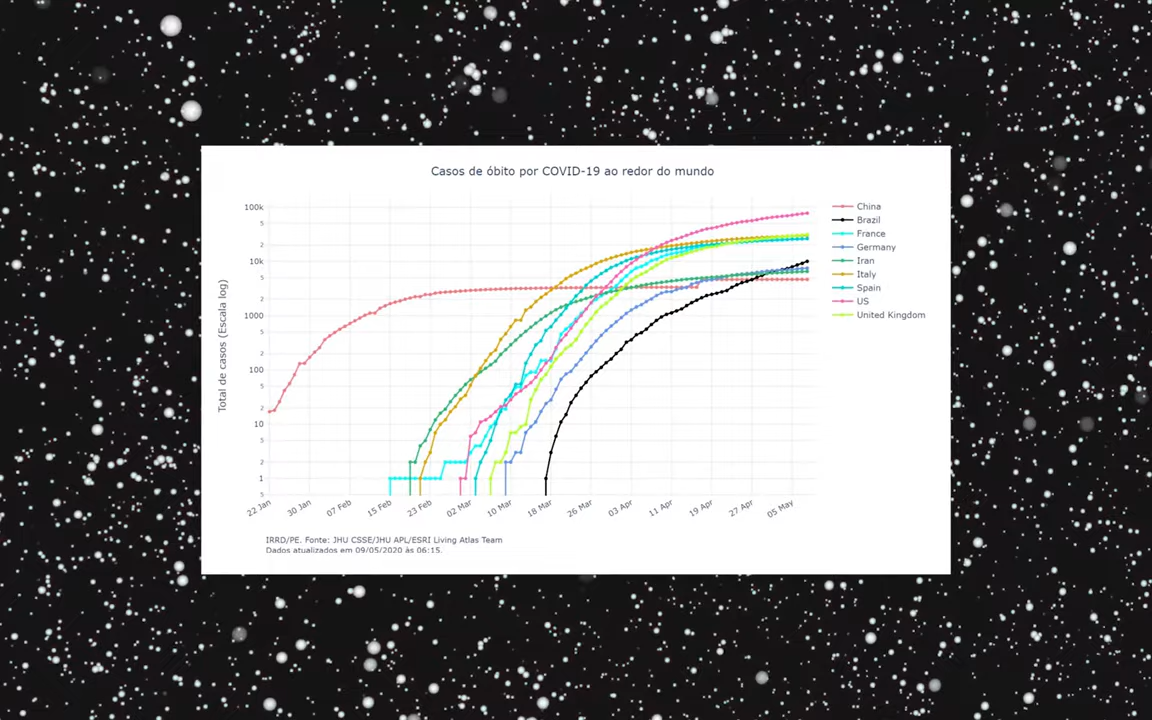 Casos de óbito por COVID-19 ao redor do mundo
Total de casos (Escala log)
100k
5
2
10k
5
2
1000
5
2
100
5
2
10
5
2
1
5
22 Jan
30 Jan
07 Feb
15 Feb
23 Feb
02 Mar
10 Mar
18 Mar
26 Mar
03 Apr
11 Apr
19 Apr
27 Apr
05 May
China
Brazil
France
Germany
Iran
Italy
Spain
US
United Kingdom
IRRD/PE. Fonte: JHU CSSE/JHU APL/ESRI Living Atlas Team
Dados atualizados em 09/05/2020 às 06:15.